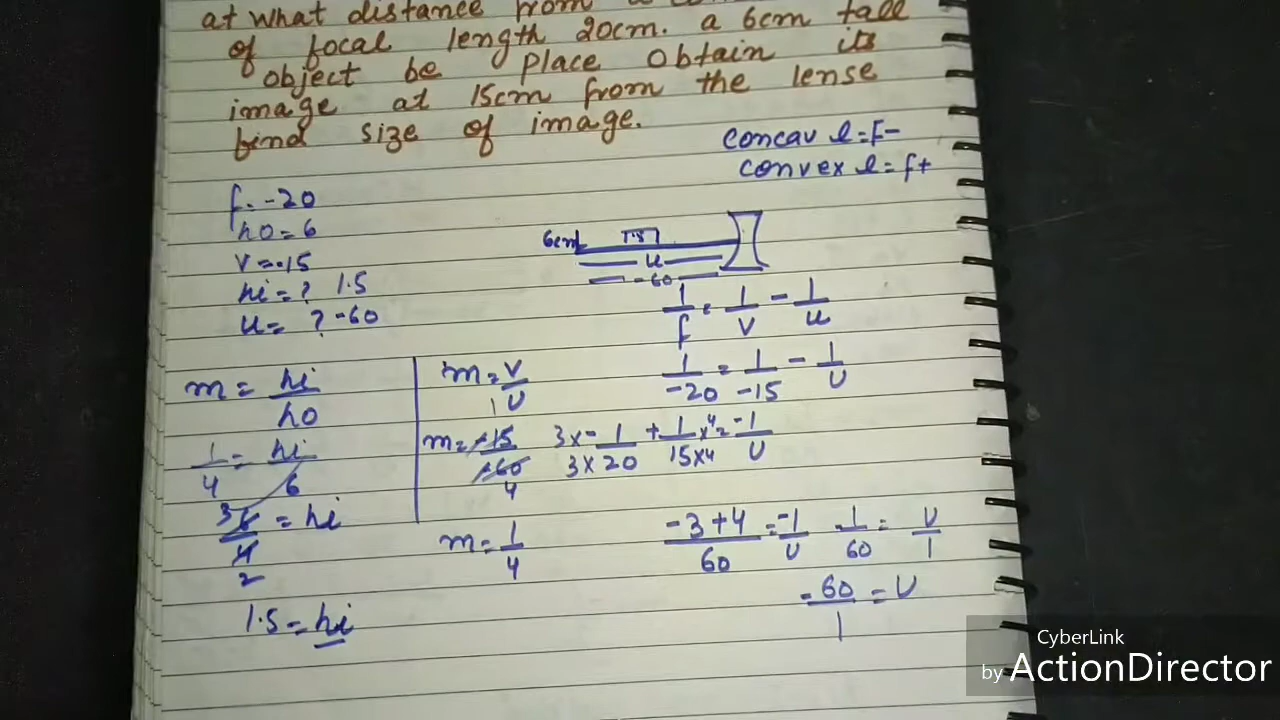 at what distance from a
of focal length 20cm. a 6cm tall
object be place obtain its
image at 15cm from the lense
find size of image.
concav l=F-
convex l=f+
f=-20
ho=6
v=-15
hi=? 1.5
u= ?-60
6cm 1.5
u
-60
1/f = 1/v - 1/u
1/-20 = 1/-15 - 1/u
m = hi/ho
m=v/u
1/4 = hi/6
m= -15/-60 4
3x-1/3x20 + 1x4/15x4 = -1/u
36/4 2 = hi
m=1/4
-3+4/60 = -1/u
1/60 = u/1
-60/1 = u
1.5=hi
CyberLink
by ActionDirector